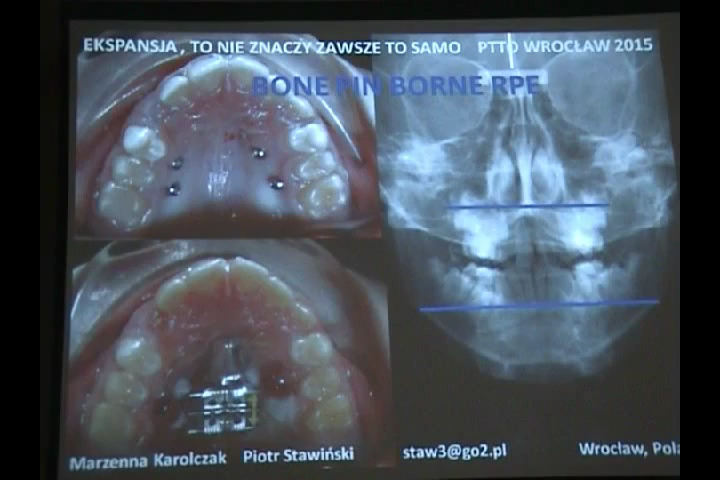 EKSPANSJA , TO NIE ZNACZY ZAWSZE TO SAMO PTTO WROCŁAW 2015
BONE PIN BORNE RPE
Marzenna Karolczak Piotr Stawiński staw3@go2.pl Wrocław, Pola